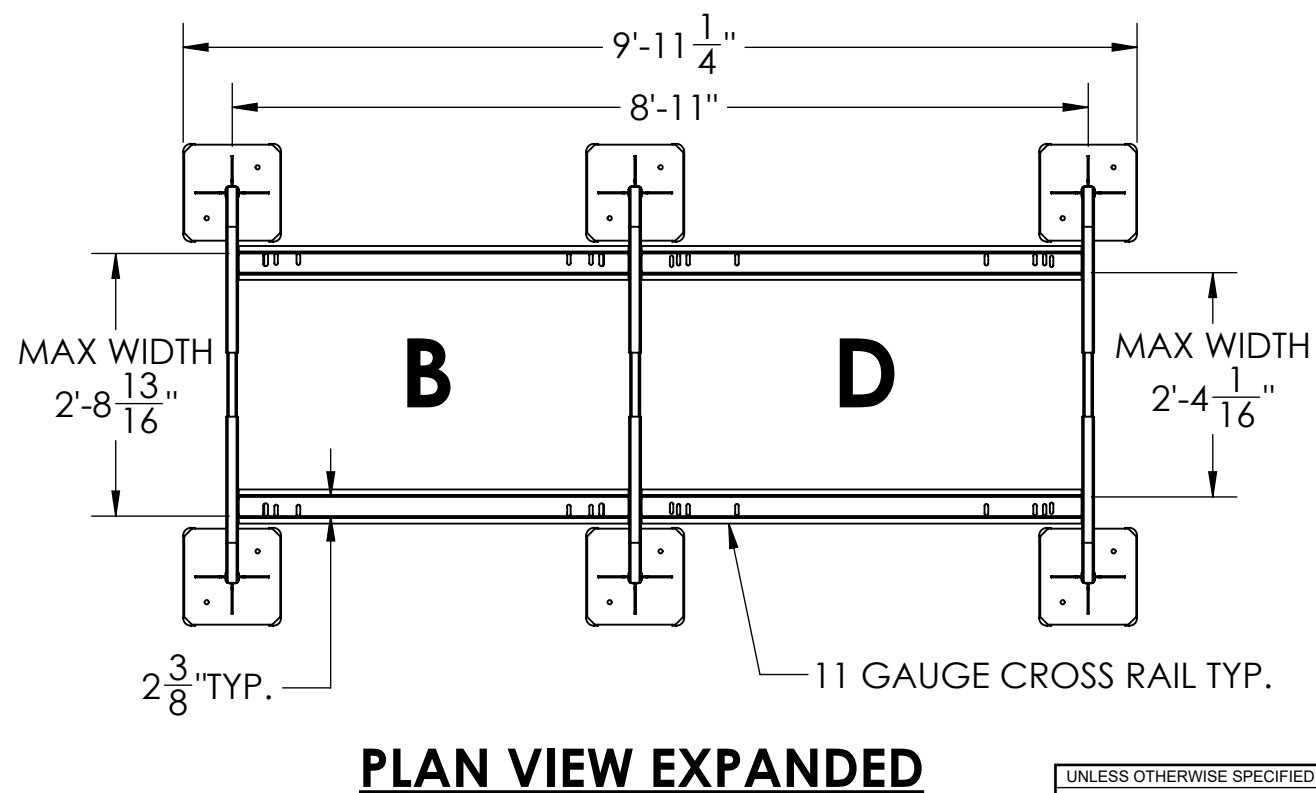 9'-11 1/4"
8'-11"
MAX WIDTH
2'-8 13/16"
B
D
MAX WIDTH
2'-4 1/16"
2 3/8"TYP.
11 GAUGE CROSS RAIL TYP.
PLAN VIEW EXPANDED
UNLESS OTHERWISE SPECIFIED